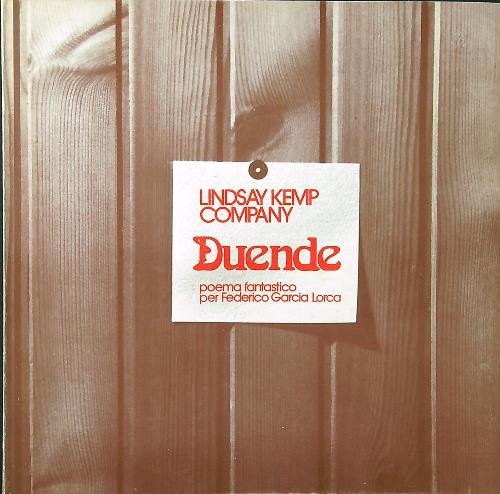 LINDSAY KEMP
COMPANY
Duende
poema fantastico
per Federico Garcia Lorca